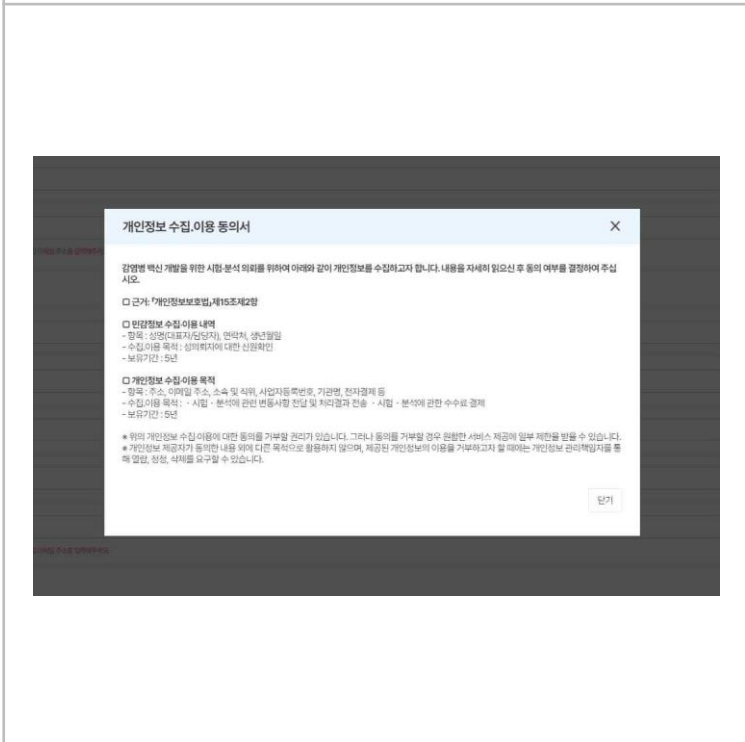 개인정보 수집.이용 동의서
감염병 백신 개발을 위한 시험·분석 의뢰를 위하여 아래와 같이 개인정보를 수집하고자 합니다. 내용을 자세히 읽으신 후 동의 여부를 결정하여 주십
시오.
□ 근거: 「개인정보보호법」제15조제2항
□ 민감정보 수집·이용 내역
- 항목 : 성명(대표자/담당자), 연락처, 생년월일
- 수집.이용 목적 : 성의뢰자에 대한 신원확인
- 보유기간 : 5년
□ 개인정보 수집·이용 목적
- 항목 : 주소, 이메일 주소, 소속 및 직위, 사업자등록번호, 기관명, 전자결제 등
- 수집.이용 목적 : ㆍ시험ㆍ분석에 관련 변동사항 전달 및 처리결과 전송 ㆍ시험ㆍ분석에 관한 수수료 결제
- 보유기간 : 5년
* 위의 개인정보 수집·이용에 대한 동의를 거부할 권리가 있습니다. 그러나 동의를 거부할 경우 원활한 서비스 제공에 일부 제한을 받을 수 있습니다.
* 개인정보 제공자가 동의한 내용 외에 다른 목적으로 활용하지 않으며, 제공된 개인정보의 이용을 거부하고자 할 때에는 개인정보 관리책임자를 통
해 열람, 정정, 삭제를 요구할 수 있습니다.
닫기